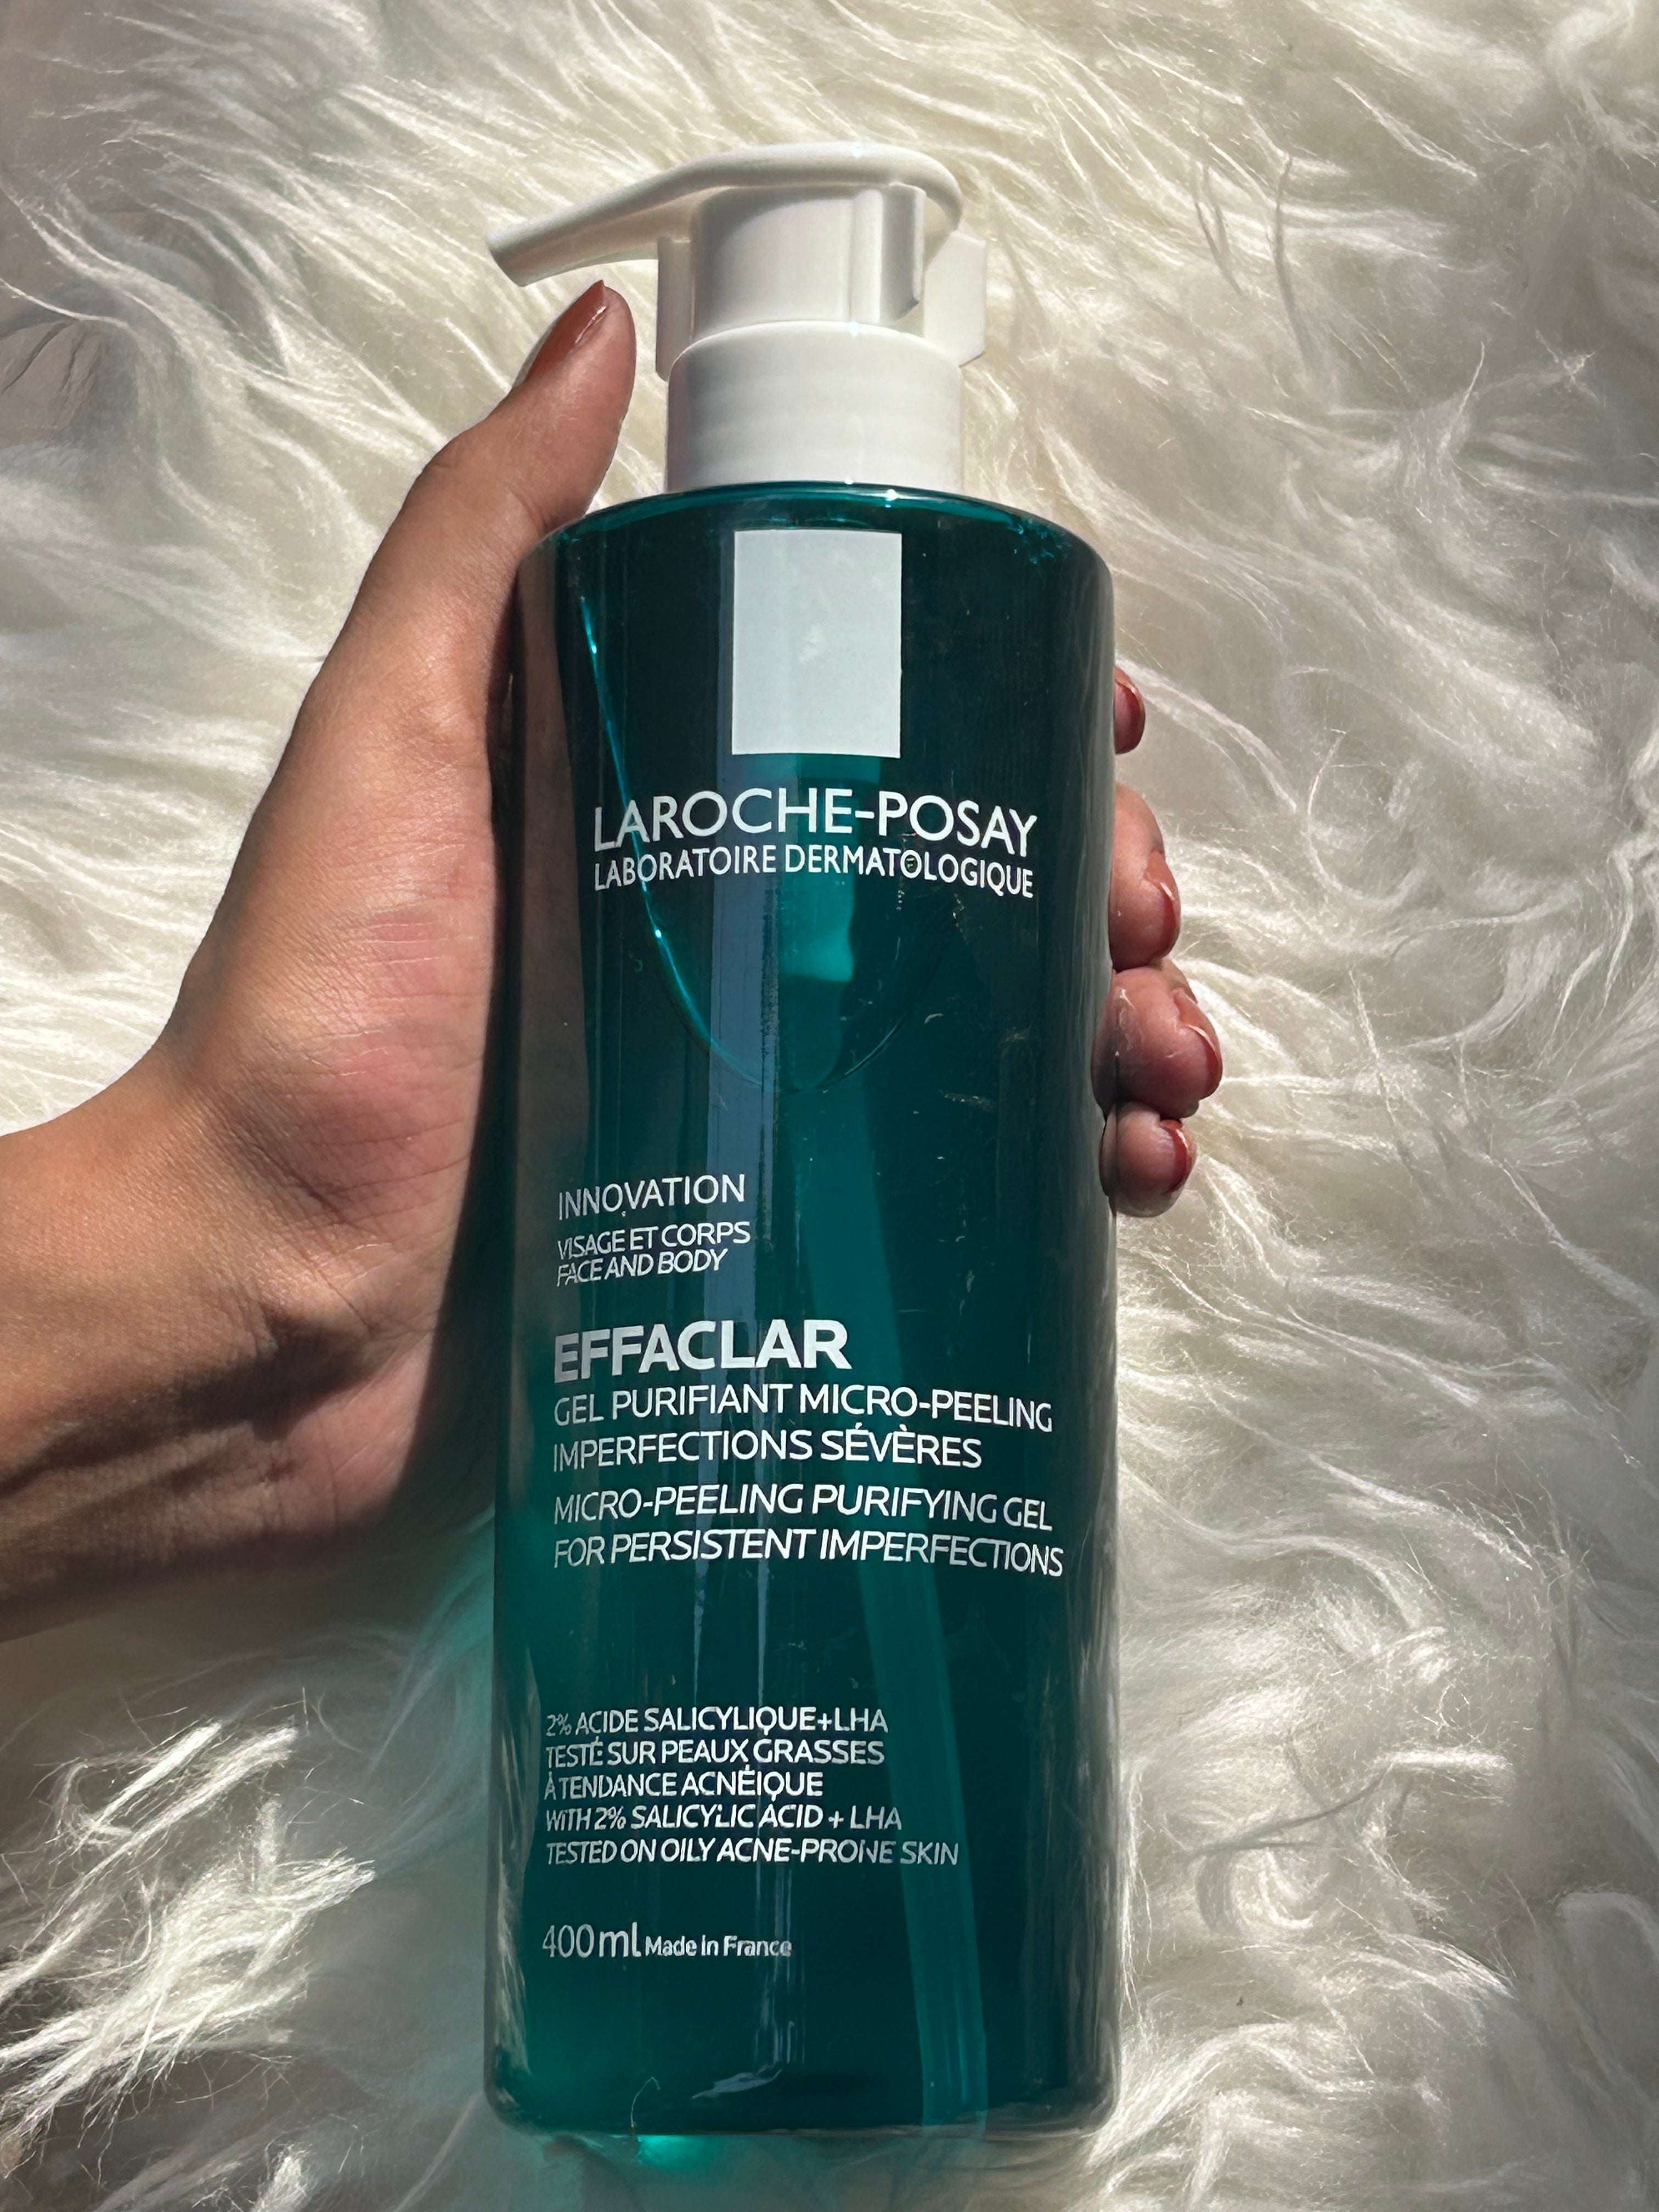 LAROCHE-POSAY
LABORATOIRE DERMATOLOGIQUE
INNOVATION
VISAGE ET CORPS
FACE AND BODY
EFFACLAR
GEL PURIFIANT MICRO-PEELING
IMPERFECTIONS SÉVÈRES
MICRO-PEELING PURIFYING GEL
FOR PERSISTENT IMPERFECTIONS
2% ACIDE SALICYLIQUE+LHA
TESTÉ SUR PEAUX GRASSES
À TENDANCE ACNÉIQUE
WITH 2% SALICYLIC ACID + LHA
TESTED ON OILY ACNE-PRONE SKIN
400 ml Made in France